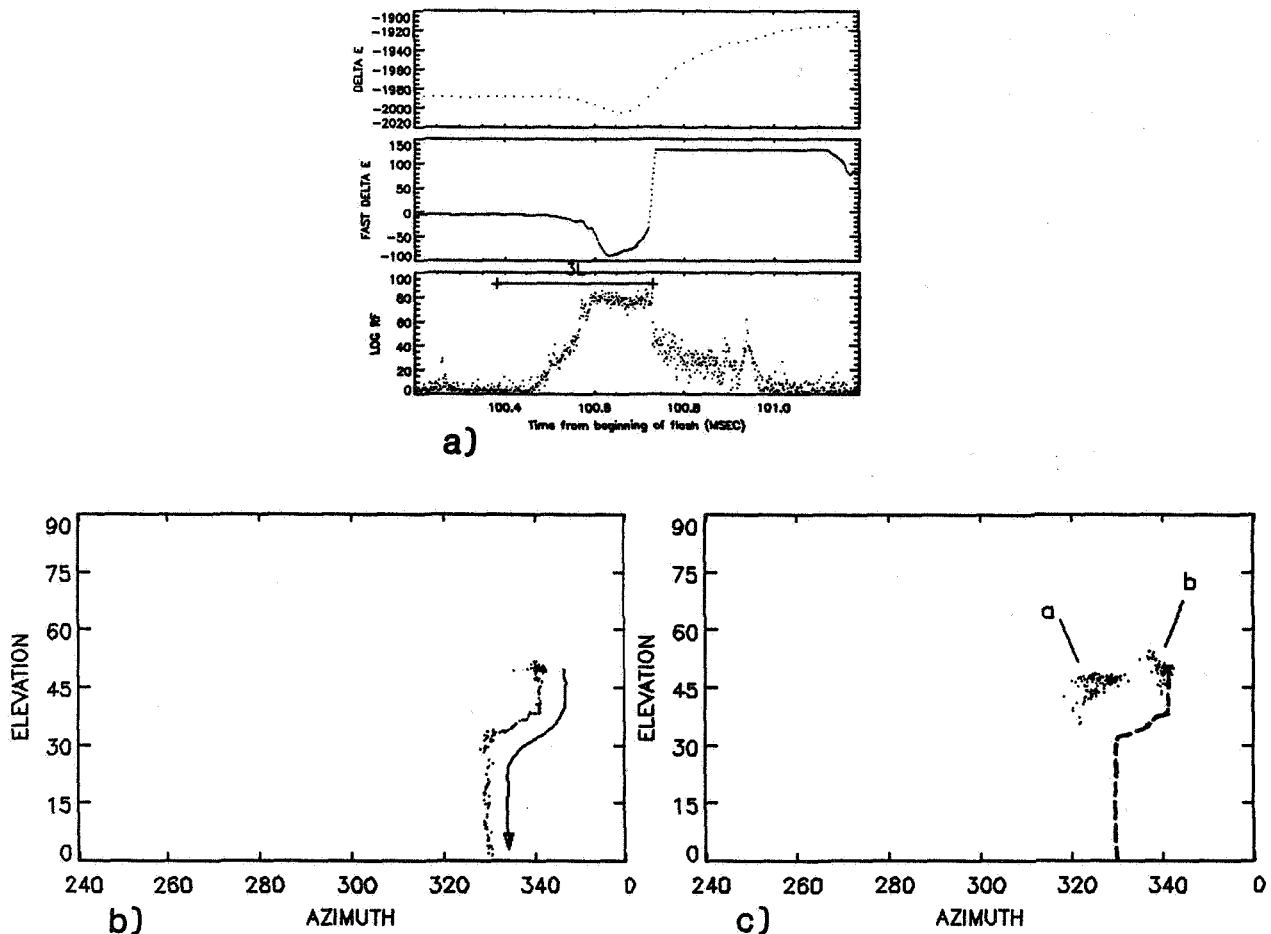 DELTA E
-1900
-1920
-1940
-1960
-1980
-2000
-2020
FAST DELTA E
150
100
50
0
-50
-100
3L
LOG RF
100
80
60
40
20
0
100.4 100.6 100.8 101.0
Time from beginning of flash (MSEC)
a)
ELEVATION
90
75
60
45
30
15
0
240 260 280 300 320 340 0
AZIMUTH
b)
ELEVATION
90
75
60
45
30
15
0
a
b
240 260 280 300 320 340 0
AZIMUTH
c)